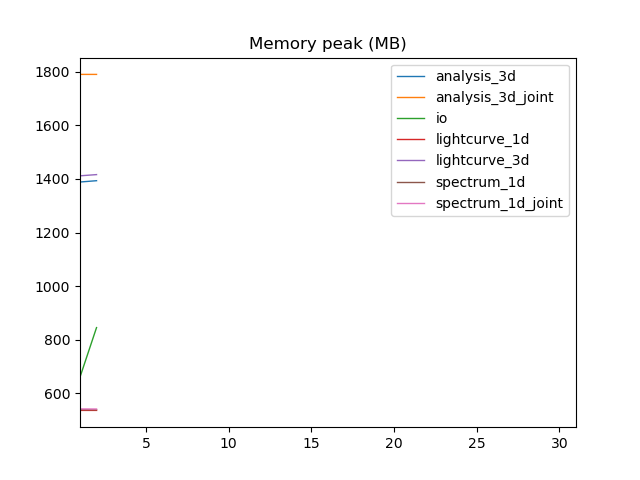 Memory peak (MB)
1800
1600
1400
1200
1000
800
600
5
10
15
20
25
30
analysis_3d
analysis_3d_joint
io
lightcurve_1d
lightcurve_3d
spectrum_1d
spectrum_1d_joint